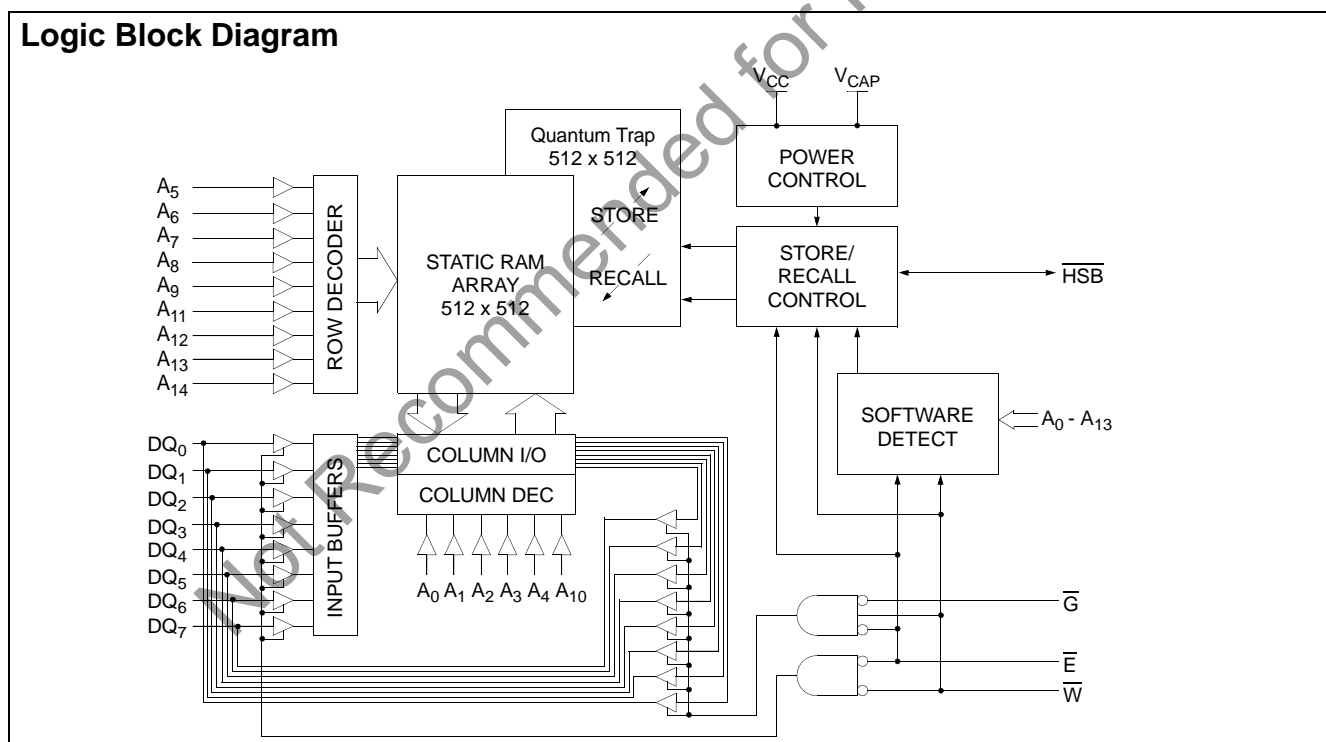 Logic Block Diagram
Not Recommended for
V_CC V_CAP
Quantum Trap
512 x 512
POWER
CONTROL
A5
A6
A7
A8
A9
A11
A12
A13
A14
ROW DECODER
STATIC RAM
ARRAY
512 x 512
STORE
RECALL
STORE/
RECALL
CONTROL
HSB
SOFTWARE
DETECT
A0 - A13
DQ0
DQ1
DQ2
DQ3
DQ4
DQ5
DQ6
DQ7
INPUT BUFFERS
COLUMN I/O
COLUMN DEC
A0 A1 A2 A3 A4 A10
G
E
W